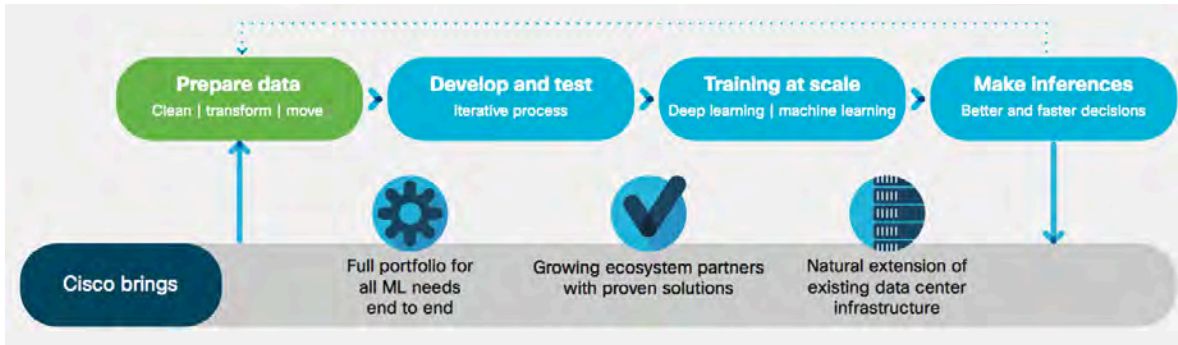 Prepare data
Clean | transform | move
Develop and test
Iterative process
Training at scale
Deep learning | machine learning
Make inferences
Better and faster decisions
Cisco brings
Full portfolio for
all ML needs
end to end
Growing ecosystem partners
with proven solutions
Natural extension of
existing data center
infrastructure